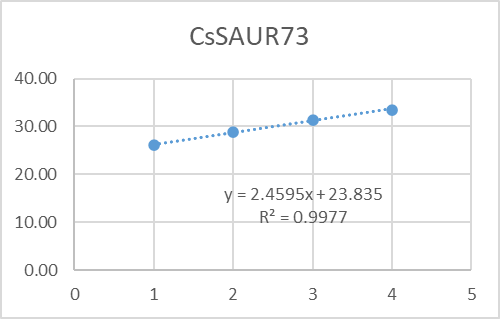 CsSAUR73
40.00
30.00
20.00
10.00
0.00
y = 2.4595x + 23.835
R² = 0.9977
0 1 2 3 4 5